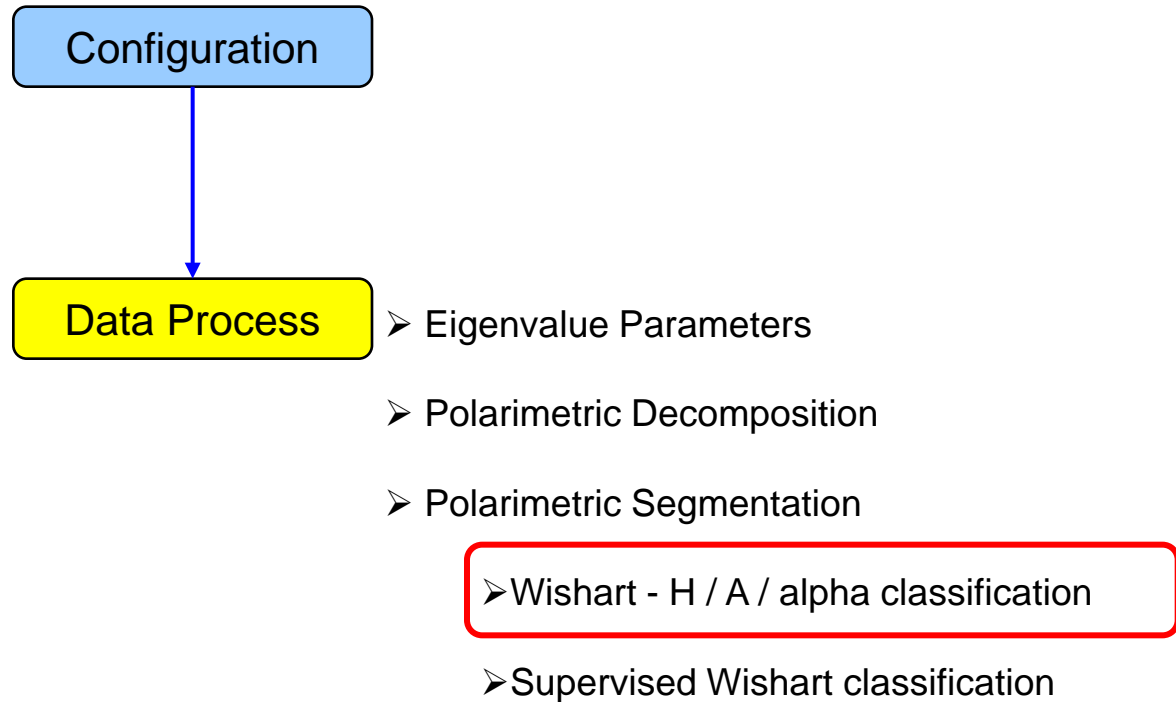 Configuration
Data Process
➢ Eigenvalue Parameters
➢ Polarimetric Decomposition
➢ Polarimetric Segmentation
➢Wishart - H / A / alpha classification
➢Supervised Wishart classification